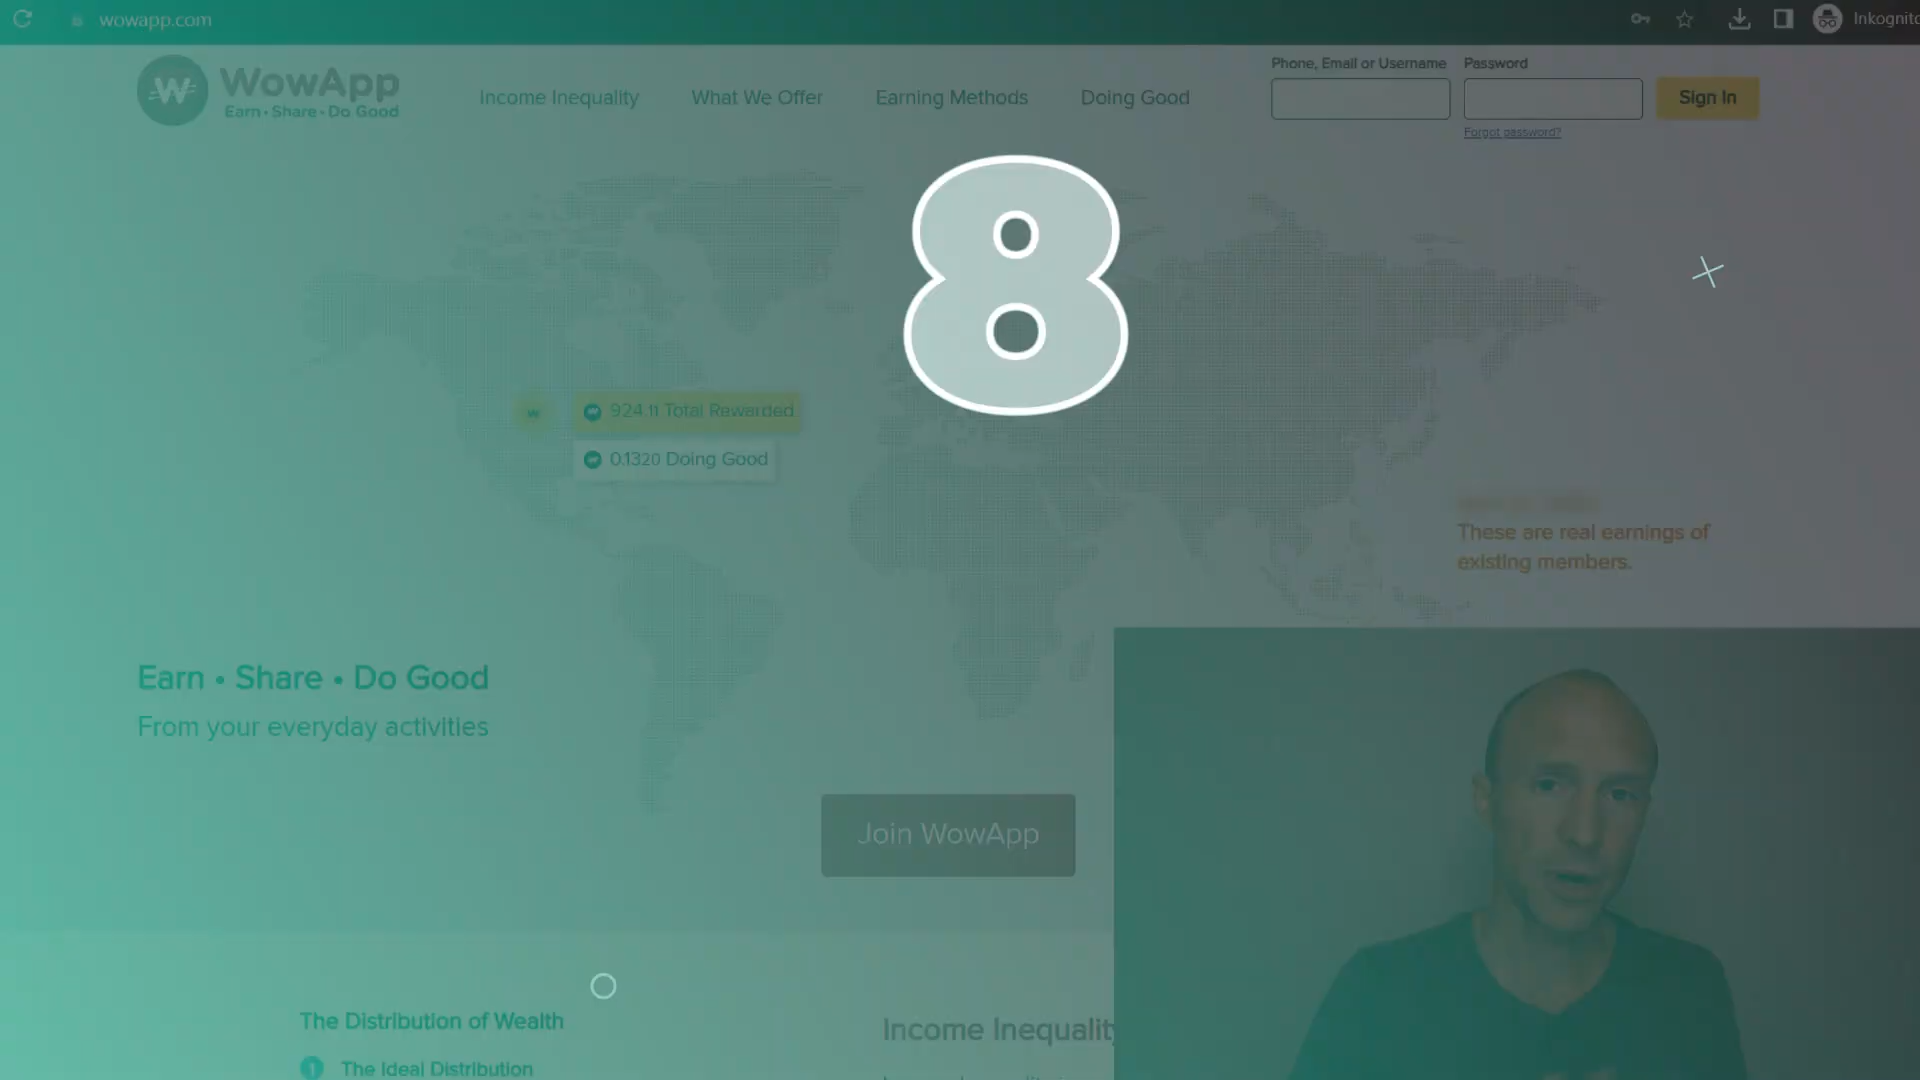 wowapp.com
Inkognito
WowApp
Earn • Share • Do Good
Income Inequality
What We Offer
Earning Methods
Doing Good
Phone, Email or Username
Password
Sign In
Forgot password?
8
924.11 Total Rewarded
0.1320 Doing Good
These are real earnings of
existing members.
Earn • Share • Do Good
From your everyday activities
Join WowApp
The Distribution of Wealth
Income Inequality
1 The Ideal Distribution